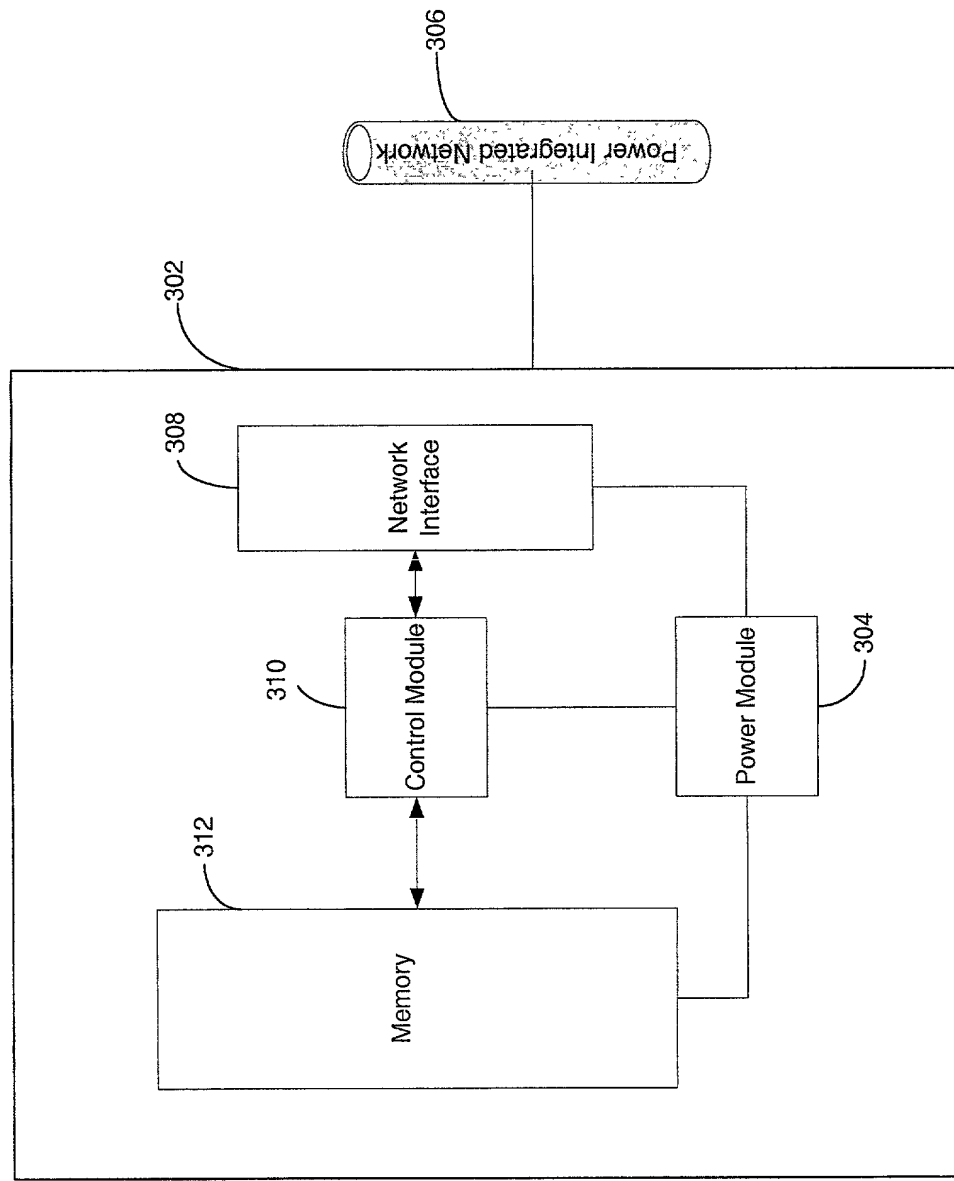 306
Power Integrated Network
302
308
Network
Interface
310
Control Module
304
Power Module
312
Memory